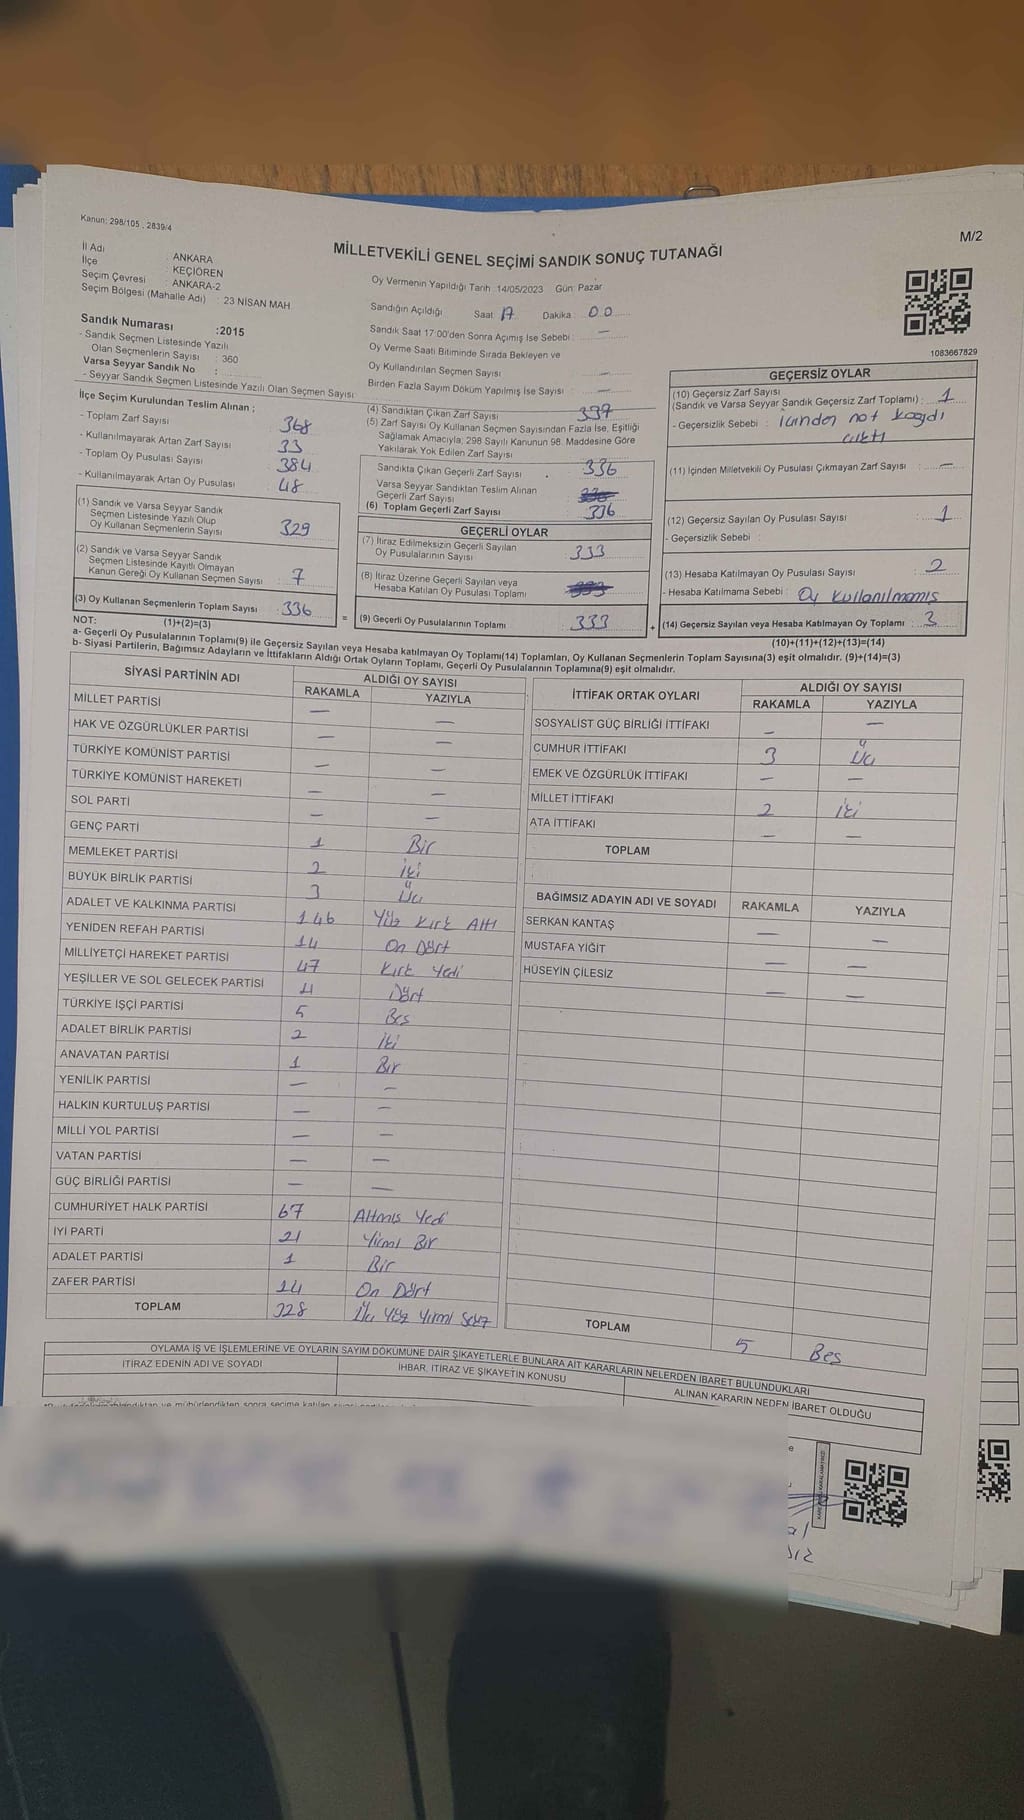 Kanun: 298/105 , 2839/4
M/2
MİLLETVEKİLİ GENEL SEÇİMİ SANDIK SONUÇ TUTANAĞI
İl Adı : ANKARA
İlçe : KEÇİÖREN
Seçim Çevresi : ANKARA-2
Seçim Bölgesi (Mahalle Adı) : 23 NİSAN MAH
Sandık Numarası :2015
- Sandık Seçmen Listesinde Yazılı
Olan Seçmenlerin Sayısı : 360
Varsa Seyyar Sandık No :
- Seyyar Sandık Seçmen Listesinde Yazılı Olan Seçmen Sayısı
Oy Vermenin Yapıldığı Tarih :14/05/2023 Gün: Pazar
Sandığın Açıldığı Saat 17 Dakika : 00
Sandık Saat 17:00'den Sonra Açımış İse Sebebi : —
Oy Verme Saati Bitiminde Sırada Bekleyen ve
Oy Kullandırılan Seçmen Sayısı : —
Birden Fazla Sayım Döküm Yapılmış İse Sayısı : —
1083667829
İlçe Seçim Kurulundan Teslim Alınan ;
- Toplam Zarf Sayısı : 368
- Kullanılmayarak Artan Zarf Sayısı : 33
- Toplam Oy Pusulası Sayısı : 384
- Kullanılmayarak Artan Oy Pusulası : 48
(1) Sandık ve Varsa Seyyar Sandık
Seçmen Listesinde Yazılı Olup
Oy Kullanan Seçmenlerin Sayısı : 329
(2) Sandık ve Varsa Seyyar Sandık
Seçmen Listesinde Kayıtlı Olmayan
Kanun Gereği Oy Kullanan Seçmen Sayısı : 7
(3) Oy Kullanan Seçmenlerin Toplam Sayısı : 336
(4) Sandıktan Çıkan Zarf Sayısı : 337
(5) Zarf Sayısı Oy Kullanan Seçmen Sayısından Fazla İse, Eşitliği
Sağlamak Amacıyla; 298 Sayılı Kanunun 98. Maddesine Göre
Yakılarak Yok Edilen Zarf Sayısı
Sandıkta Çıkan Geçerli Zarf Sayısı : 336
Varsa Seyyar Sandıktan Teslim Alınan
Geçerli Zarf Sayısı
(6) Toplam Geçerli Zarf Sayısı : 336
GEÇERLİ OYLAR
(7) İtiraz Edilmeksizin Geçerli Sayılan
Oy Pusulalarının Sayısı : 333
(8) İtiraz Üzerine Geçerli Sayılan veya
Hesaba Katılan Oy Pusulası Toplamı
= (9) Geçerli Oy Pusulalarının Toplamı : 333 +
GEÇERSİZ OYLAR
(10) Geçersiz Zarf Sayısı
(Sandık ve Varsa Seyyar Sandık Geçersiz Zarf Toplamı) : 1
- Geçersizlik Sebebi : içinden not kağıdı
çıktı
(11) İçinden Milletvekili Oy Pusulası Çıkmayan Zarf Sayısı : —
(12) Geçersiz Sayılan Oy Pusulası Sayısı : 1
- Geçersizlik Sebebi :
(13) Hesaba Katılmayan Oy Pusulası Sayısı : 2
- Hesaba Katılmama Sebebi : Oy kullanılmamış
(14) Geçersiz Sayılan veya Hesaba Katılmayan Oy Toplamı : 3
NOT: (1)+(2)=(3)
(10)+(11)+(12)+(13)=(14)
a- Geçerli Oy Pusulalarının Toplamı(9) ile Geçersiz Sayılan veya Hesaba katılmayan Oy Toplamı(14) Toplamları, Oy Kullanan Seçmenlerin Toplam Sayısına(3) eşit olmalıdır. (9)+(14)=(3)
b- Siyasi Partilerin, Bağımsız Adayların ve İttifakların Aldığı Ortak Oyların Toplamı, Geçerli Oy Pusulalarının Toplamına(9) eşit olmalıdır.
SİYASİ PARTİNİN ADI
ALDIĞI OY SAYISI
RAKAMLA YAZIYLA
MİLLET PARTİSİ — —
HAK VE ÖZGÜRLÜKLER PARTİSİ — —
TÜRKİYE KOMÜNİST PARTİSİ — —
TÜRKİYE KOMÜNİST HAREKETİ — —
SOL PARTİ — —
GENÇ PARTİ 1 Bir
MEMLEKET PARTİSİ 2 İki
BÜYÜK BİRLİK PARTİSİ 3 Üç
ADALET VE KALKINMA PARTİSİ 146 Yüz Kırk Altı
YENİDEN REFAH PARTİSİ 14 On Dört
MİLLİYETÇİ HAREKET PARTİSİ 47 Kırk Yedi
YEŞİLLER VE SOL GELECEK PARTİSİ 4 Dört
TÜRKİYE İŞÇİ PARTİSİ 5 Beş
ADALET BİRLİK PARTİSİ 2 İki
ANAVATAN PARTİSİ 1 Bir
YENİLİK PARTİSİ — —
HALKIN KURTULUŞ PARTİSİ — —
MİLLİ YOL PARTİSİ — —
VATAN PARTİSİ — —
GÜÇ BİRLİĞİ PARTİSİ — —
CUMHURİYET HALK PARTİSİ 67 Altmış Yedi
İYİ PARTİ 21 Yirmi Bir
ADALET PARTİSİ 1 Bir
ZAFER PARTİSİ 14 On Dört
TOPLAM 328 Üç Yüz Yirmi Sekiz
İTTİFAK ORTAK OYLARI
ALDIĞI OY SAYISI
RAKAMLA YAZIYLA
SOSYALİST GÜÇ BİRLİĞİ İTTİFAKI — —
CUMHUR İTTİFAKI 3 Üç
EMEK VE ÖZGÜRLÜK İTTİFAKI — —
MİLLET İTTİFAKI 2 İki
ATA İTTİFAKI — —
TOPLAM
BAĞIMSIZ ADAYIN ADI VE SOYADI RAKAMLA YAZIYLA
SERKAN KANTAŞ — —
MUSTAFA YİĞİT — —
HÜSEYİN ÇİLESİZ — —
TOPLAM 5 Beş
OYLAMA İŞ VE İŞLEMLERİNE VE OYLARIN SAYIM DÖKÜMÜNE DAİR ŞİKAYETLERLE BUNLARA AİT KARARLARIN NELERDEN İBARET BULUNDUKLARI
İTİRAZ EDENİN ADI VE SOYADI
İHBAR, İTİRAZ VE ŞİKAYETİN KONUSU
ALINAN KARARIN NEDEN İBARET OLDUĞU